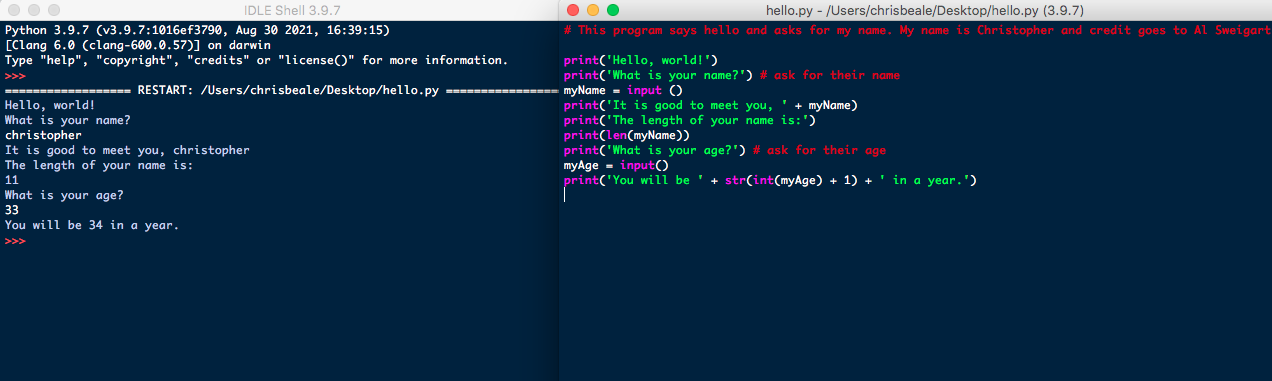 IDLE Shell 3.9.7
Python 3.9.7 (v3.9.7:1016ef3790, Aug 30 2021, 16:39:15)
[Clang 6.0 (clang-600.0.57)] on darwin
Type "help", "copyright", "credits" or "license()" for more information.
>>>
================== RESTART: /Users/chrisbeale/Desktop/hello.py ================
Hello, world!
What is your name?
christopher
It is good to meet you, christopher
The length of your name is:
11
What is your age?
33
You will be 34 in a year.
>>>
hello.py - /Users/chrisbeale/Desktop/hello.py (3.9.7)
# This program says hello and asks for my name. My name is Christopher and credit goes to Al Sweigart
print('Hello, world!')
print('What is your name?') # ask for their name
myName = input ()
print('It is good to meet you, ' + myName)
print('The length of your name is:')
print(len(myName))
print('What is your age?') # ask for their age
myAge = input()
print('You will be ' + str(int(myAge) + 1) + ' in a year.')